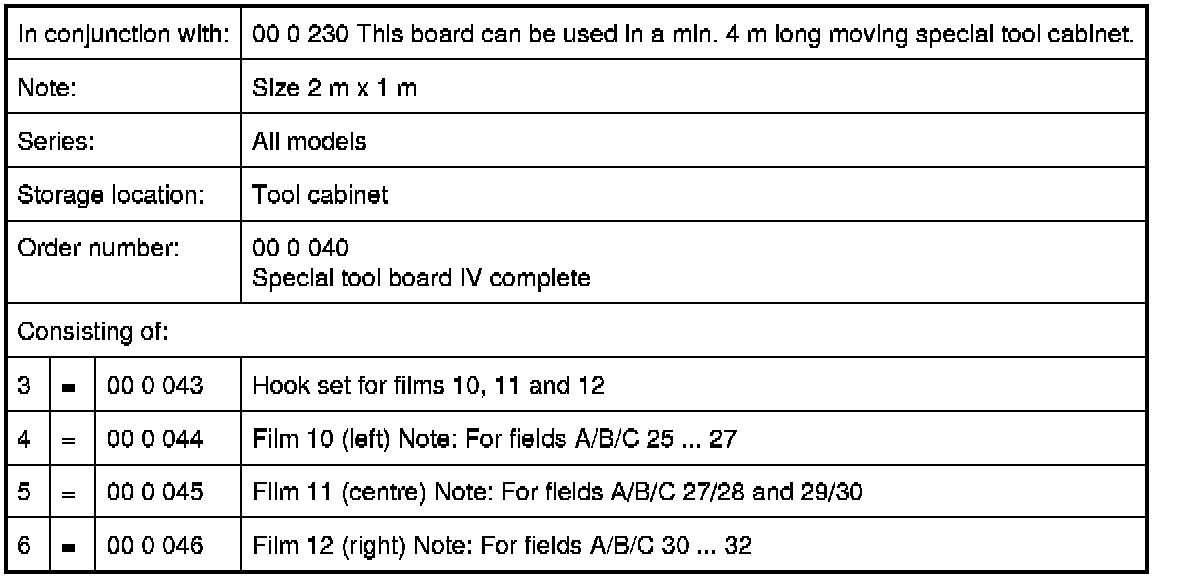 In conjunction with: 00 0 230 This board can be used in a min. 4 m long moving special tool cabinet.
Note: Size 2 m x 1 m
Series: All models
Storage location: Tool cabinet
Order number: 00 0 040
Special tool board IV complete
Consisting of:
3 = 00 0 043 Hook set for films 10, 11 and 12
4 = 00 0 044 Film 10 (left) Note: For fields A/B/C 25 ... 27
5 = 00 0 045 Film 11 (centre) Note: For fields A/B/C 27/28 and 29/30
6 = 00 0 046 Film 12 (right) Note: For fields A/B/C 30 ... 32